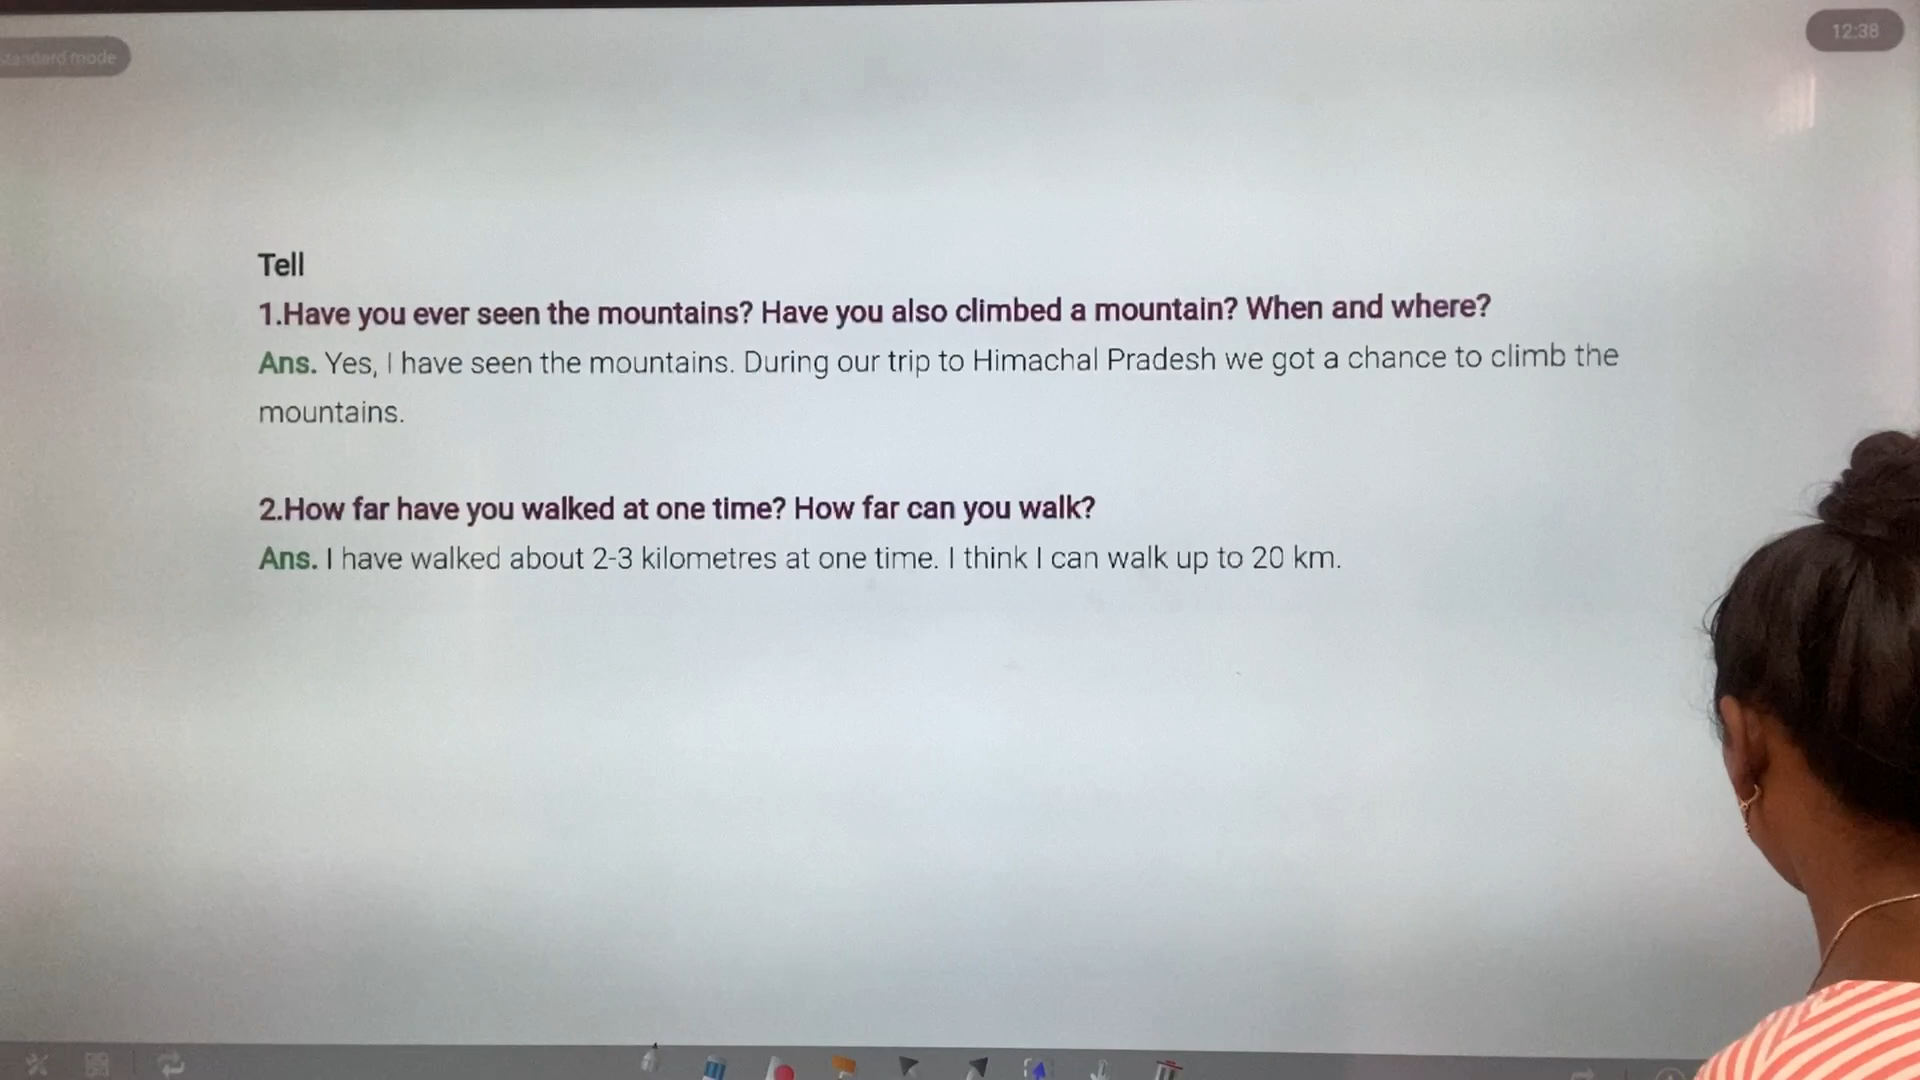 standard mode
12:38
Tell
1.Have you ever seen the mountains? Have you also climbed a mountain? When and where?
Ans. Yes, I have seen the mountains. During our trip to Himachal Pradesh we got a chance to climb the
mountains.
2.How far have you walked at one time? How far can you walk?
Ans. I have walked about 2-3 kilometres at one time. I think I can walk up to 20 km.